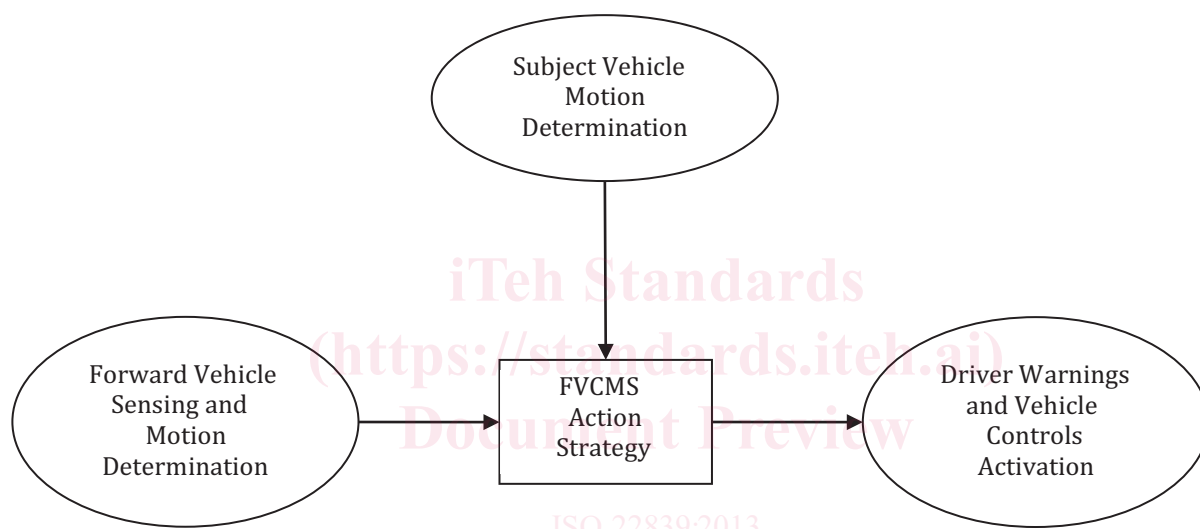 Subject Vehicle
Motion
Determination
iTeh Standards
(https://standards.iteh.ai)
Document Preview
Forward Vehicle
Sensing and
Motion
Determination
FVCMS
Action
Strategy
Driver Warnings
and Vehicle
Controls
Activation
ISO 22839:2013